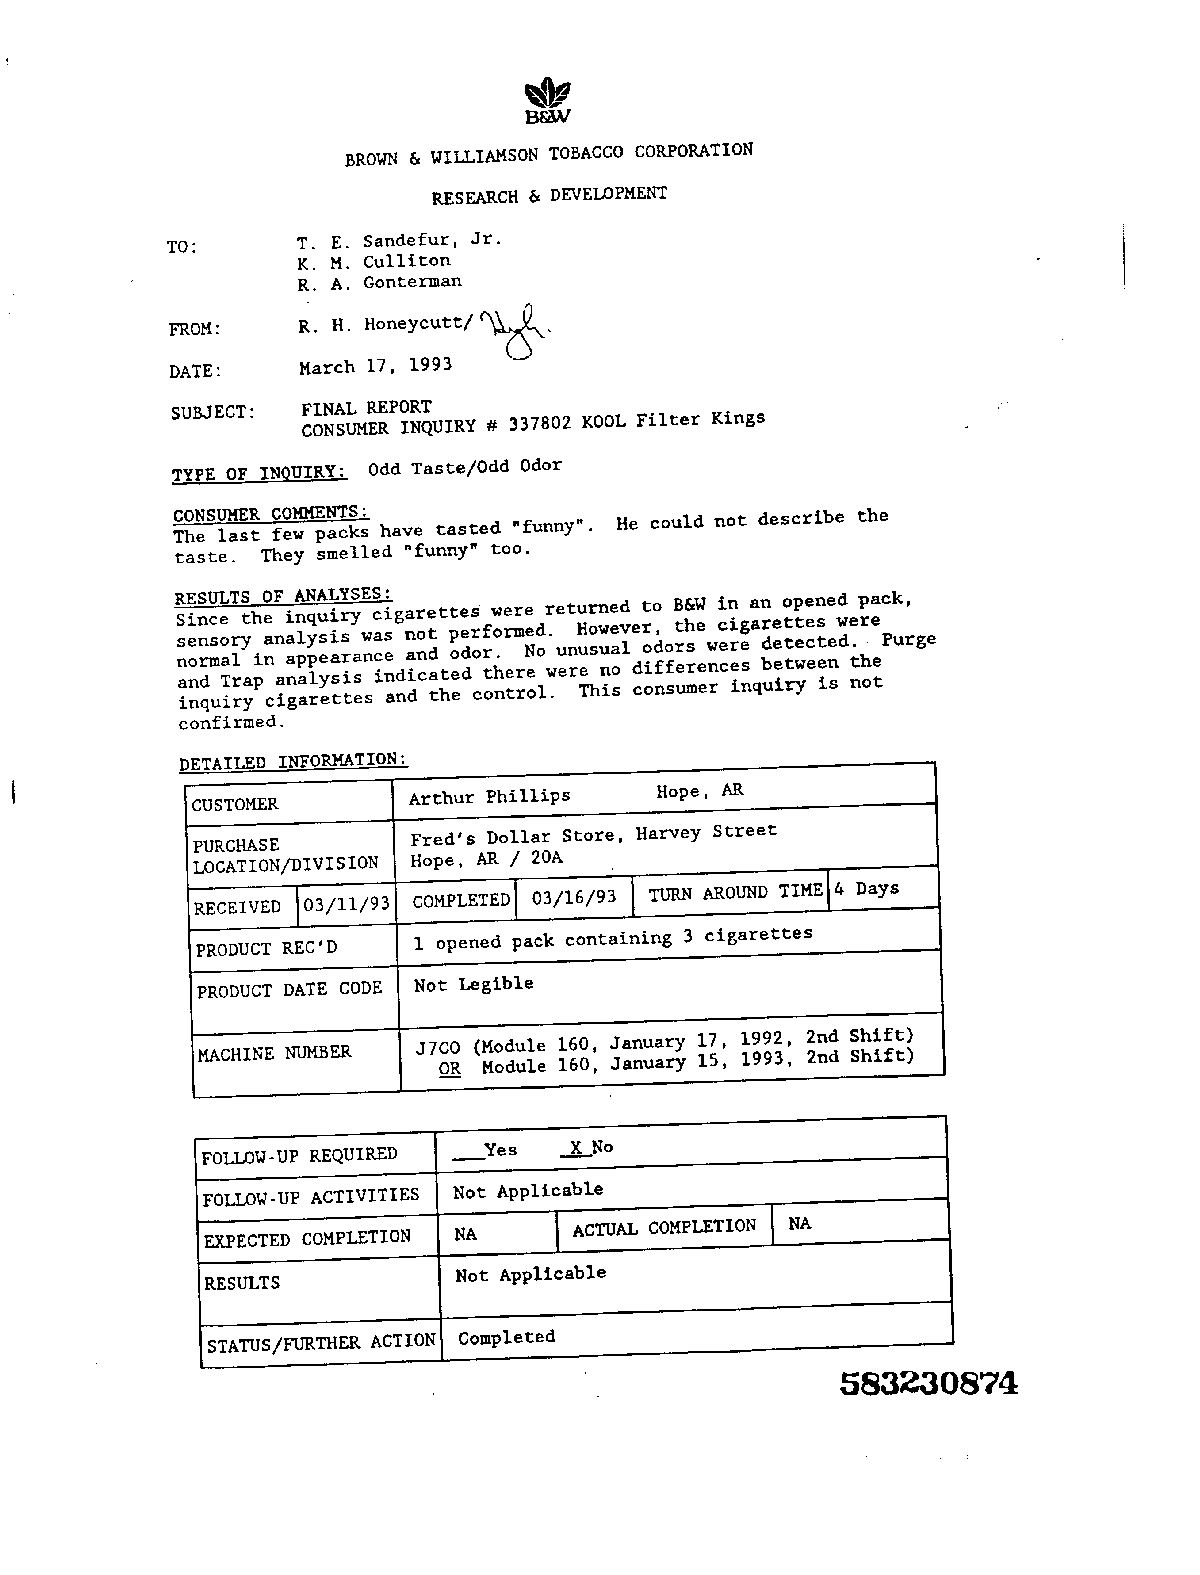 B&W
BROWN & WILLIAMSON TOBACCO CORPORATION
RESEARCH & DEVELOPMENT
TO: T. E. Sandefur, Jr.
K. M. Culliton
R. A. Gonterman
FROM: R. H. Honeycutt/
DATE: March 17, 1993
SUBJECT: FINAL REPORT
CONSUMER INQUIRY # 337802 KOOL Filter Kings
TYPE OF INQUIRY: Odd Taste/Odd Odor
CONSUMER COMMENTS:
The last few packs have tasted "funny". He could not describe the
taste. They smelled "funny" too.
RESULTS OF ANALYSES:
Since the inquiry cigarettes were returned to B&W in an opened pack,
sensory analysis was not performed. However, the cigarettes were
normal in appearance and odor. No unusual odors were detected. Purge
and Trap analysis indicated there were no differences between the
inquiry cigarettes and the control. This consumer inquiry is not
confirmed.
DETAILED INFORMATION:
CUSTOMER Arthur Phillips Hope, AR
PURCHASE LOCATION/DIVISION Fred's Dollar Store, Harvey Street
Hope, AR / 20A
RECEIVED 03/11/93 COMPLETED 03/16/93 TURN AROUND TIME 4 Days
PRODUCT REC'D 1 opened pack containing 3 cigarettes
PRODUCT DATE CODE Not Legible
MACHINE NUMBER J7CO (Module 160, January 17, 1992, 2nd Shift)
OR Module 160, January 15, 1993, 2nd Shift)
FOLLOW-UP REQUIRED ___Yes _X_No
FOLLOW-UP ACTIVITIES Not Applicable
EXPECTED COMPLETION NA ACTUAL COMPLETION NA
RESULTS Not Applicable
STATUS/FURTHER ACTION Completed
583230874